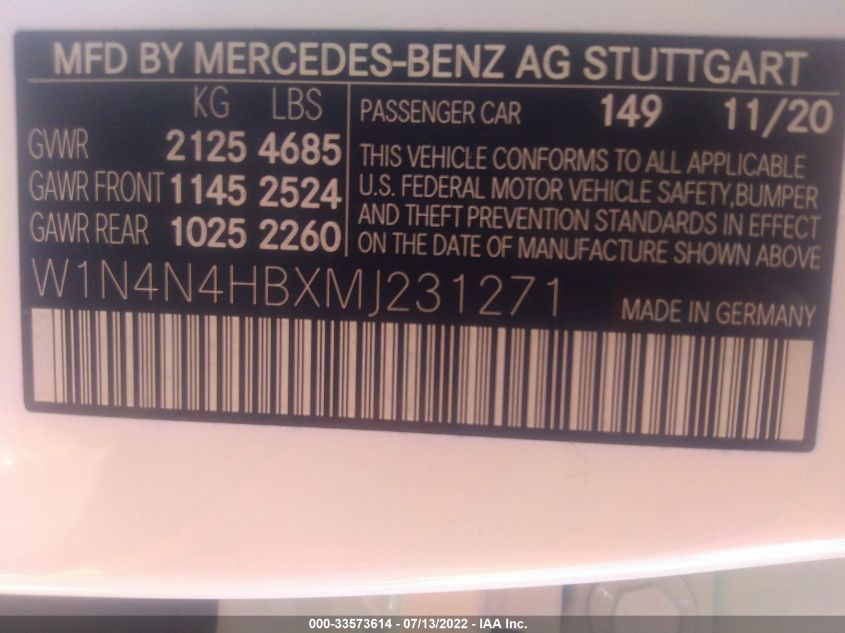 MFD BY MERCEDES-BENZ AG STUTTGART
KG LBS
GVWR 2125 4685
GAWR FRONT 1145 2524
GAWR REAR 1025 2260
PASSENGER CAR 149 11/20
THIS VEHICLE CONFORMS TO ALL APPLICABLE
U.S. FEDERAL MOTOR VEHICLE SAFETY,BUMPER
AND THEFT PREVENTION STANDARDS IN EFFECT
ON THE DATE OF MANUFACTURE SHOWN ABOVE
W1N4N4HBXMJ231271
MADE IN GERMANY
000-33573614 - 07/13/2022 - IAA Inc.